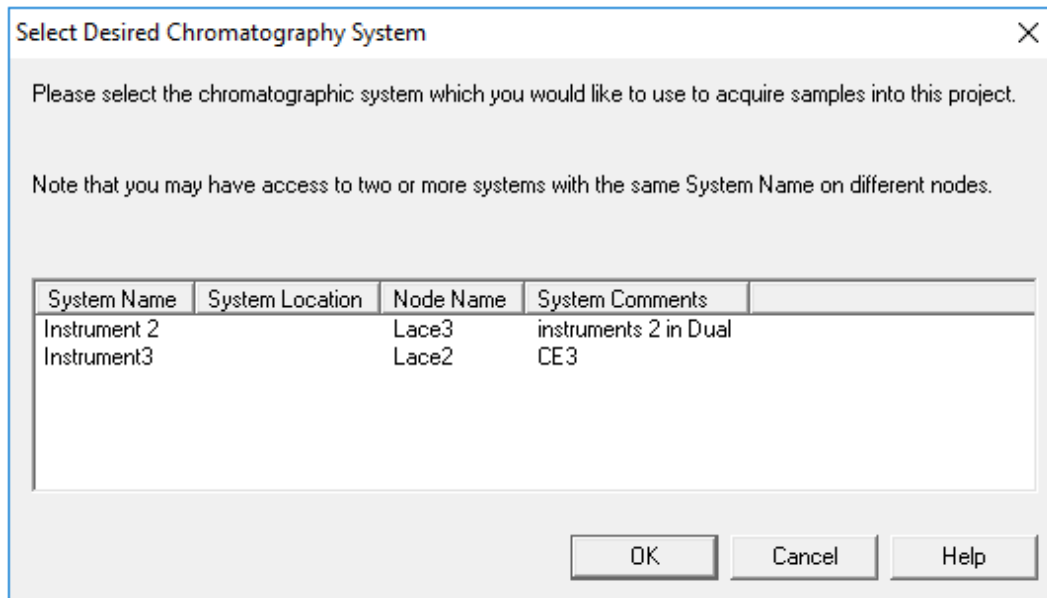 Select Desired Chromatography System
Please select the chromatographic system which you would like to use to acquire samples into this project.
Note that you may have access to two or more systems with the same System Name on different nodes.
System Name System Location Node Name System Comments
Instrument 2 Lace3 instruments 2 in Dual
Instrument3 Lace2 CE3
OK Cancel Help